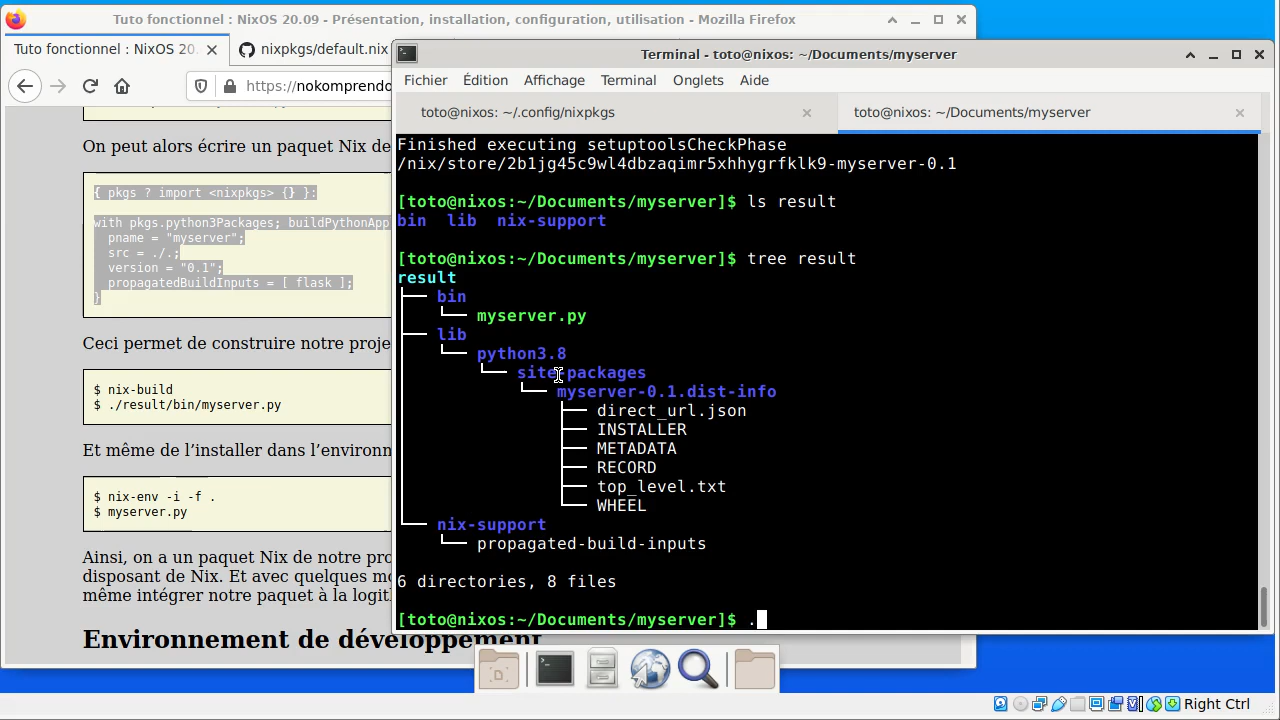 Tuto fonctionnel : NixOS 20.09 - Présentation, installation, configuration, utilisation - Mozilla Firefox
Tuto fonctionnel : NixOS 20.
nixpkgs/default.nix
https://nokomprendo
On peut alors écrire un paquet Nix de
{ pkgs ? import <nixpkgs> {} }:
with pkgs.python3Packages; buildPythonApp
pname = "myserver";
src = ./.;
version = "0.1";
propagatedBuildInputs = [ flask ];
}
Ceci permet de construire notre proje
$ nix-build
$ ./result/bin/myserver.py
Et même de l’installer dans l’environn
$ nix-env -i -f .
$ myserver.py
Ainsi, on a un paquet Nix de notre pro
disposant de Nix. Et avec quelques mo
même intégrer notre paquet à la logith
Environnement de développement
Terminal - toto@nixos: ~/Documents/myserver
Fichier Édition Affichage Terminal Onglets Aide
toto@nixos: ~/.config/nixpkgs
toto@nixos: ~/Documents/myserver
Finished executing setuptoolsCheckPhase
/nix/store/2b1jg45c9wl4dbzaqimr5xhhygrfklk9-myserver-0.1
[toto@nixos:~/Documents/myserver]$ ls result
bin lib nix-support
[toto@nixos:~/Documents/myserver]$ tree result
result
├── bin
│   └── myserver.py
├── lib
│   └── python3.8
│       └── site-packages
│           └── myserver-0.1.dist-info
│               ├── direct_url.json
│               ├── INSTALLER
│               ├── METADATA
│               ├── RECORD
│               ├── top_level.txt
│               └── WHEEL
└── nix-support
    └── propagated-build-inputs
6 directories, 8 files
[toto@nixos:~/Documents/myserver]$ .
Right Ctrl